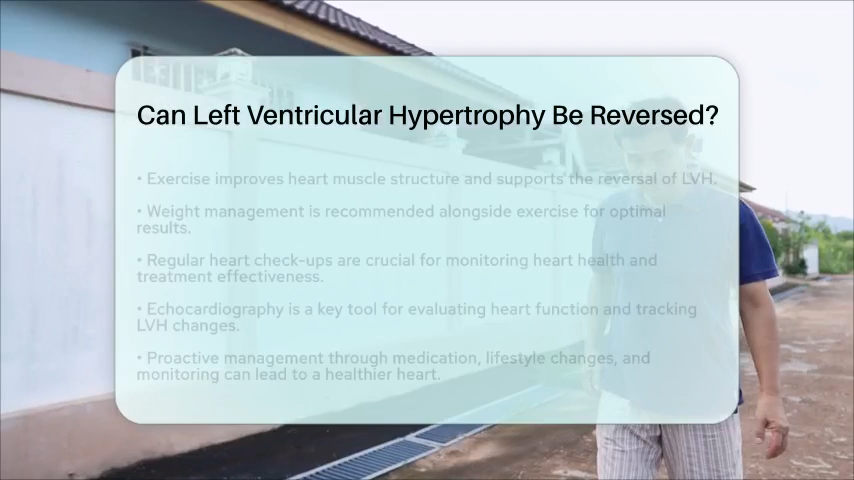 Can Left Ventricular Hypertrophy Be Reversed?
• Exercise improves heart muscle structure and supports the reversal of LVH.
• Weight management is recommended alongside exercise for optimal
results.
• Regular heart check-ups are crucial for monitoring heart health and
treatment effectiveness.
• Echocardiography is a key tool for evaluating heart function and tracking
LVH changes.
• Proactive management through medication, lifestyle changes, and
monitoring can lead to a healthier heart.